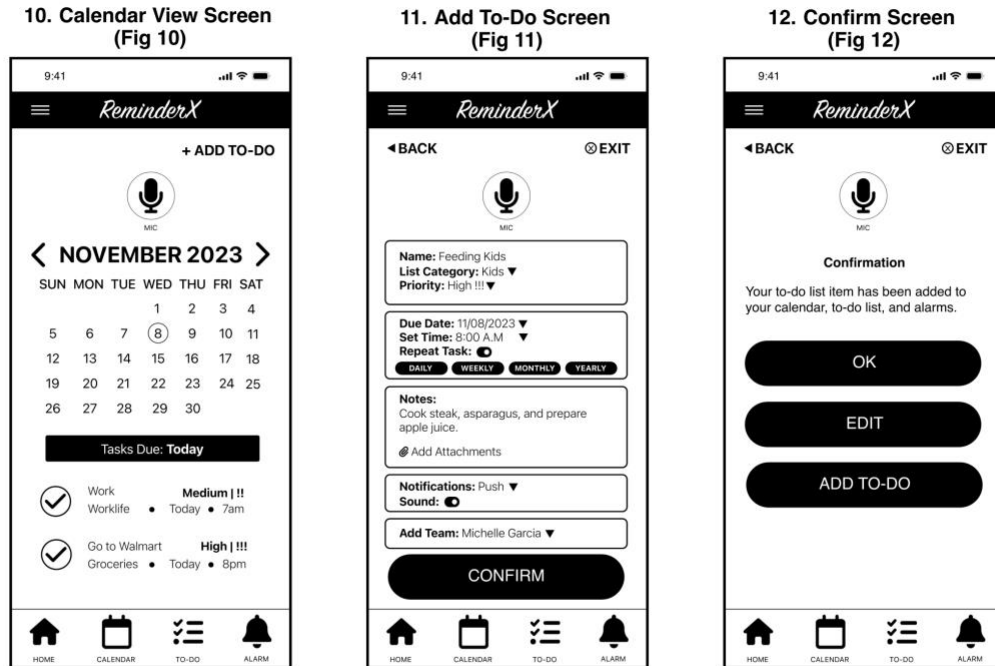 10. Calendar View Screen
(Fig 10)
9:41
ReminderX
+ ADD TO-DO
MIC
NOVEMBER 2023
SUN MON TUE WED THU FRI SAT
1 2 3 4
5 6 7 8 9 10 11
12 13 14 15 16 17 18
19 20 21 22 23 24 25
26 27 28 29 30
Tasks Due: Today
Work Medium | !!
Worklife • Today • 7am
Go to Walmart High | !!!
Groceries • Today • 8pm
HOME CALENDAR TO-DO ALARM
11. Add To-Do Screen
(Fig 11)
9:41
ReminderX
◄BACK ⓧEXIT
MIC
Name: Feeding Kids
List Category: Kids ▼
Priority: High !!! ▼
Due Date: 11/08/2023 ▼
Set Time: 8:00 A.M ▼
Repeat Task:
DAILY WEEKLY MONTHLY YEARLY
Notes:
Cook steak, asparagus, and prepare
apple juice.
Add Attachments
Notifications: Push ▼
Sound:
Add Team: Michelle Garcia ▼
CONFIRM
HOME CALENDAR TO-DO ALARM
12. Confirm Screen
(Fig 12)
9:41
ReminderX
◄BACK ⓧEXIT
MIC
Confirmation
Your to-do list item has been added to
your calendar, to-do list, and alarms.
OK
EDIT
ADD TO-DO
HOME CALENDAR TO-DO ALARM